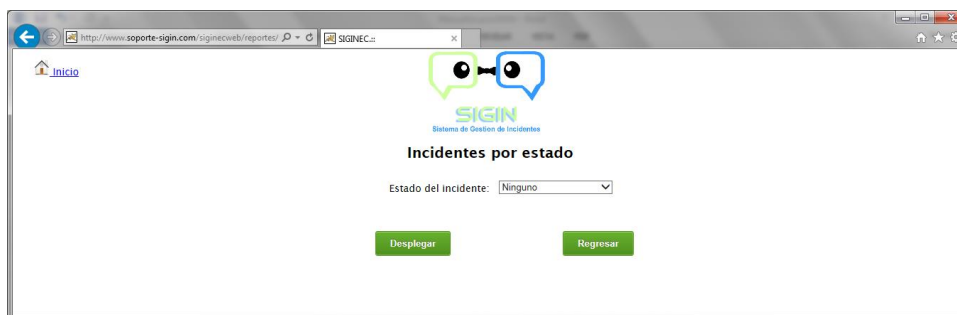 http://www.soporte-sigin.com/siginecweb/reportes/
SIGINEC.::
Inicio
SIGIN
Sistema de Gestion de Incidentes
Incidentes por estado
Estado del incidente: Ninguno
Desplegar Regresar